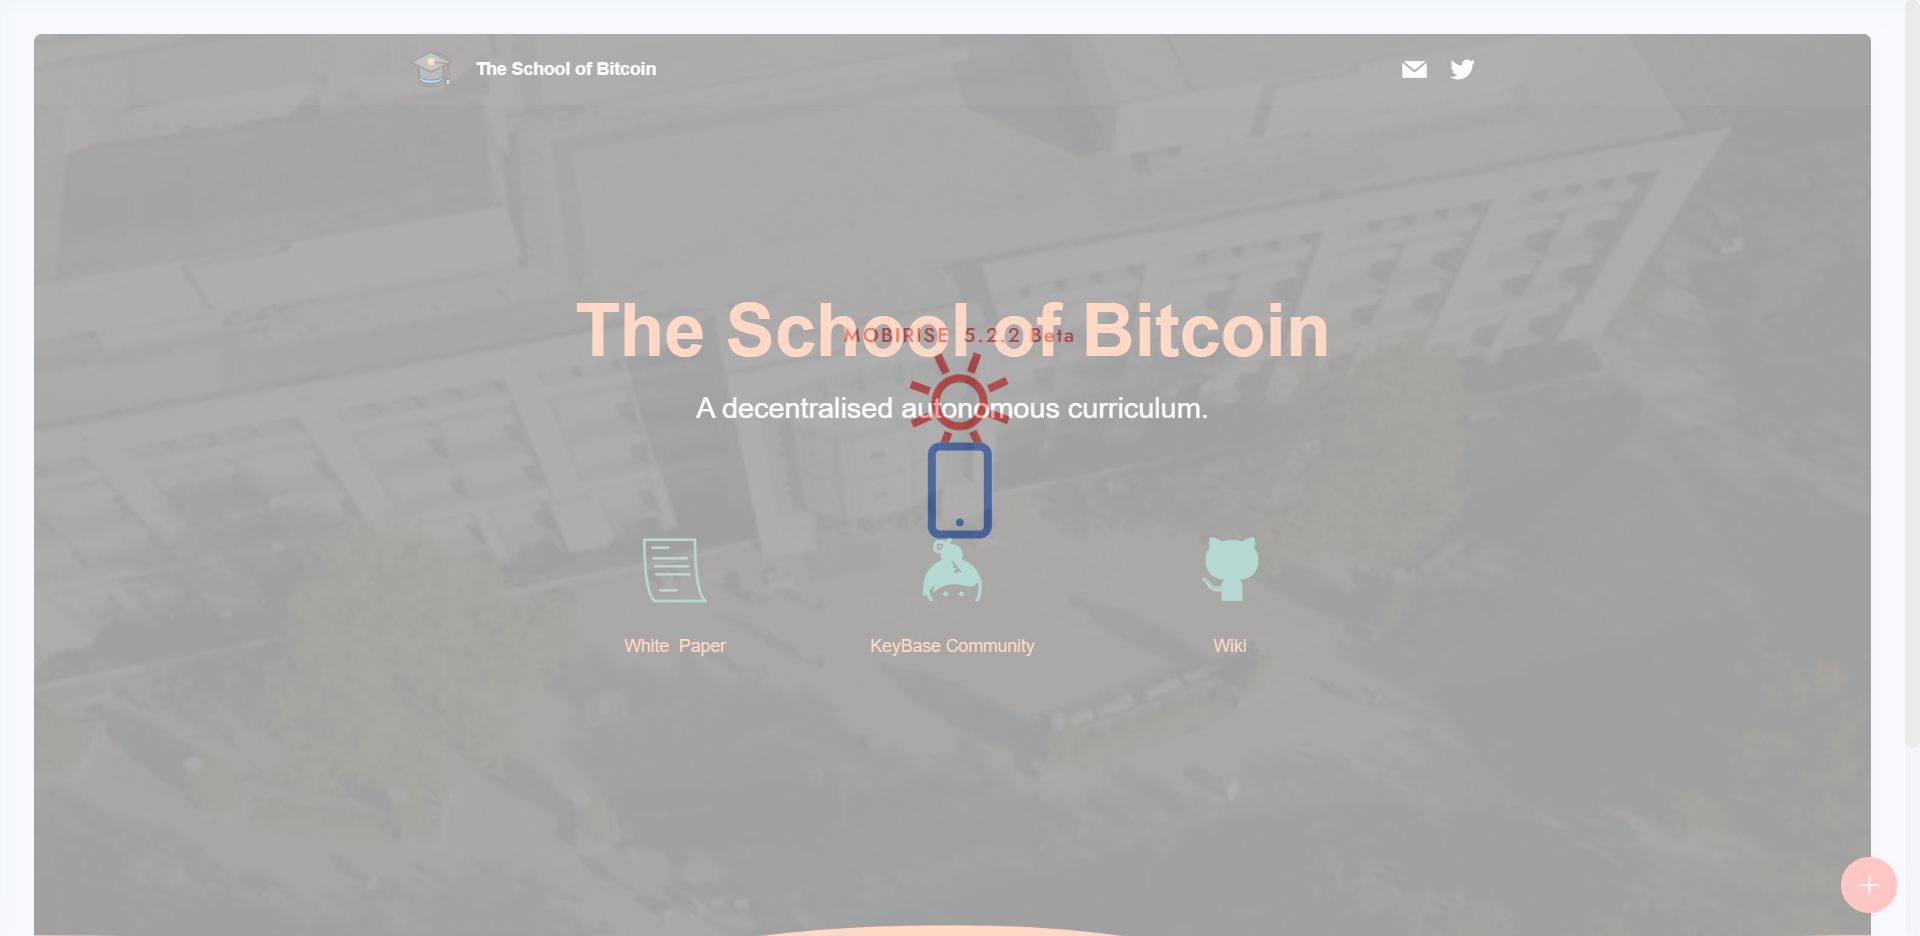 The School of Bitcoin
The School of Bitcoin
MOBIRISE 5.2.2 Beta
A decentralised autonomous curriculum.
White Paper
KeyBase Community
Wiki